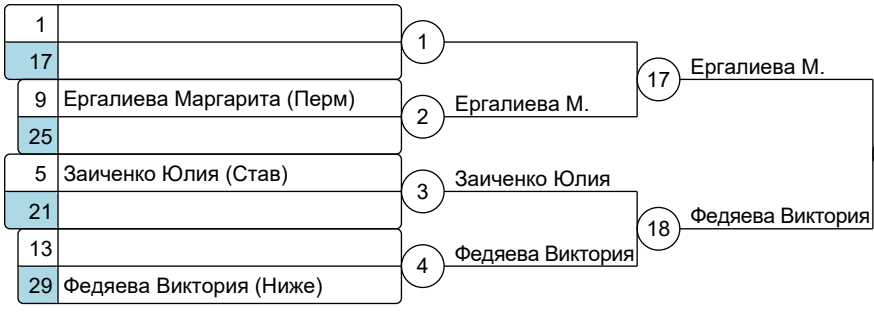 1
17
1
9 Ергалиева Маргарита (Перм)
25
2
Ергалиева М.
17
Ергалиева М.
5 Заиченко Юлия (Став)
21
3
Заиченко Юлия
13
29 Федяева Виктория (Ниже)
4
Федяева Виктория
18
Федяева Виктория